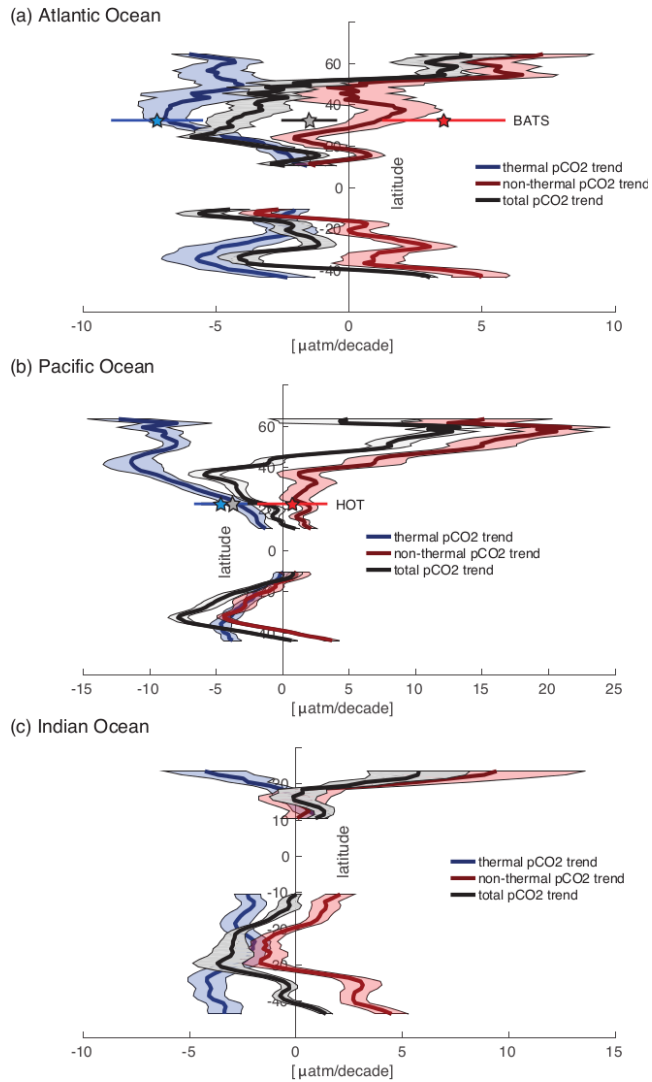 (a) Atlantic Ocean
60
40
BATS
20
thermal pCO2 trend
non-thermal pCO2 trend
total pCO2 trend
0
latitude
-20
-40
-10
-5
0
5
10
[ µatm/decade]
(b) Pacific Ocean
60
40
HOT
20
latitude
thermal pCO2 trend
non-thermal pCO2 trend
total pCO2 trend
0
-15
-10
-5
0
5
10
15
20
25
[ µatm/decade]
(c) Indian Ocean
20
10
latitude
thermal pCO2 trend
non-thermal pCO2 trend
total pCO2 trend
0
-10
-20
-30
-40
-10
-5
0
5
10
15
[ µatm/decade]